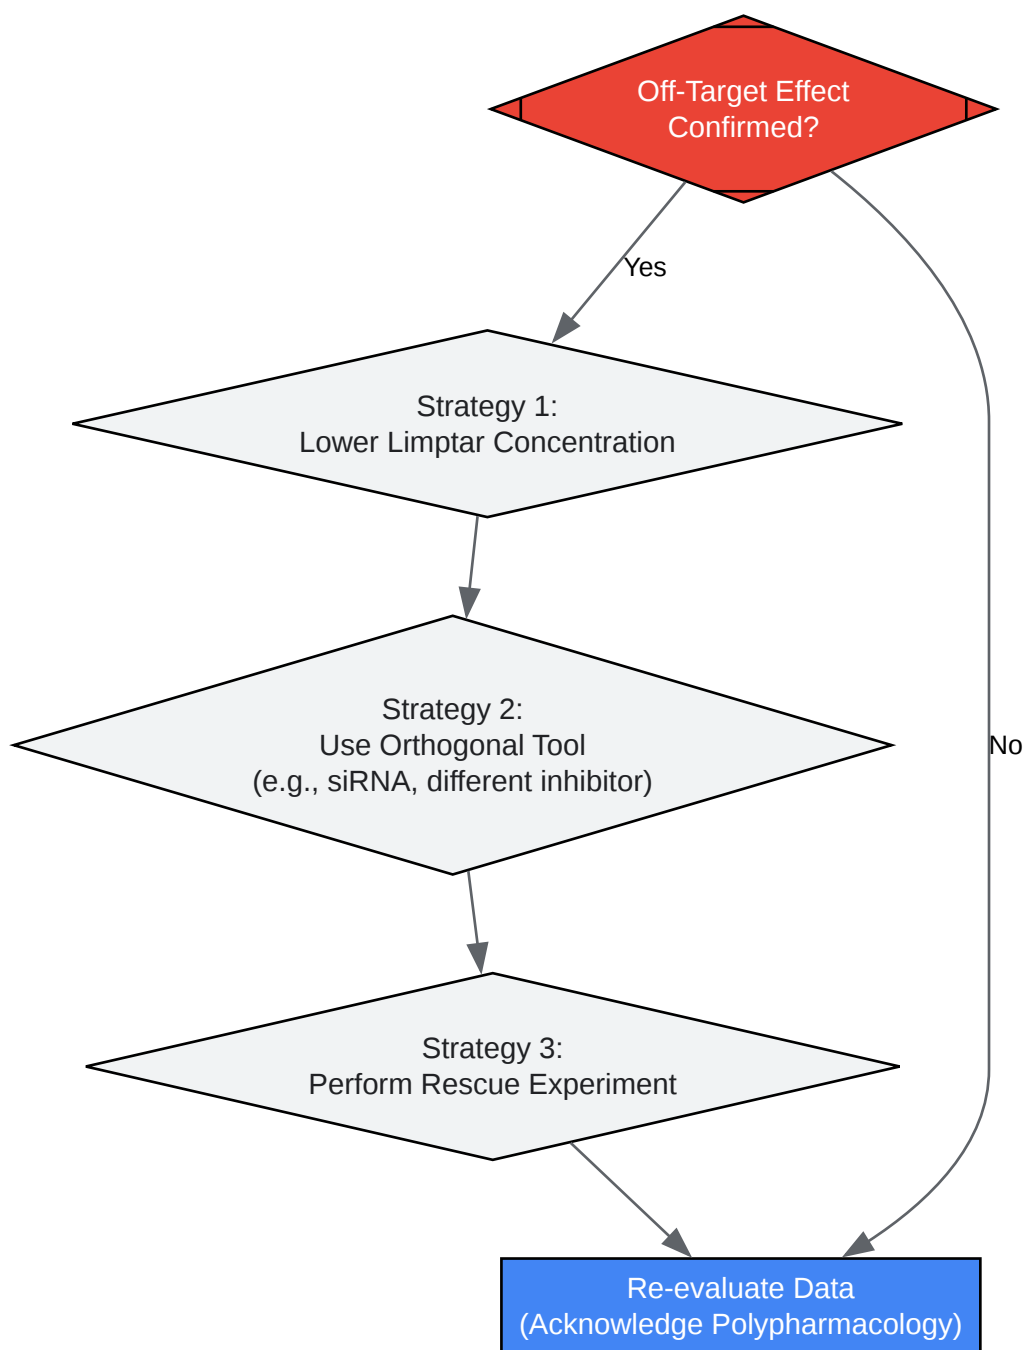 Off-Target Effect
Confirmed?
Yes
Strategy 1:
Lower Limptar Concentration
Strategy 2:
Use Orthogonal Tool
(e.g., siRNA, different inhibitor)
No
Strategy 3:
Perform Rescue Experiment
Re-evaluate Data
(Acknowledge Polypharmacology)